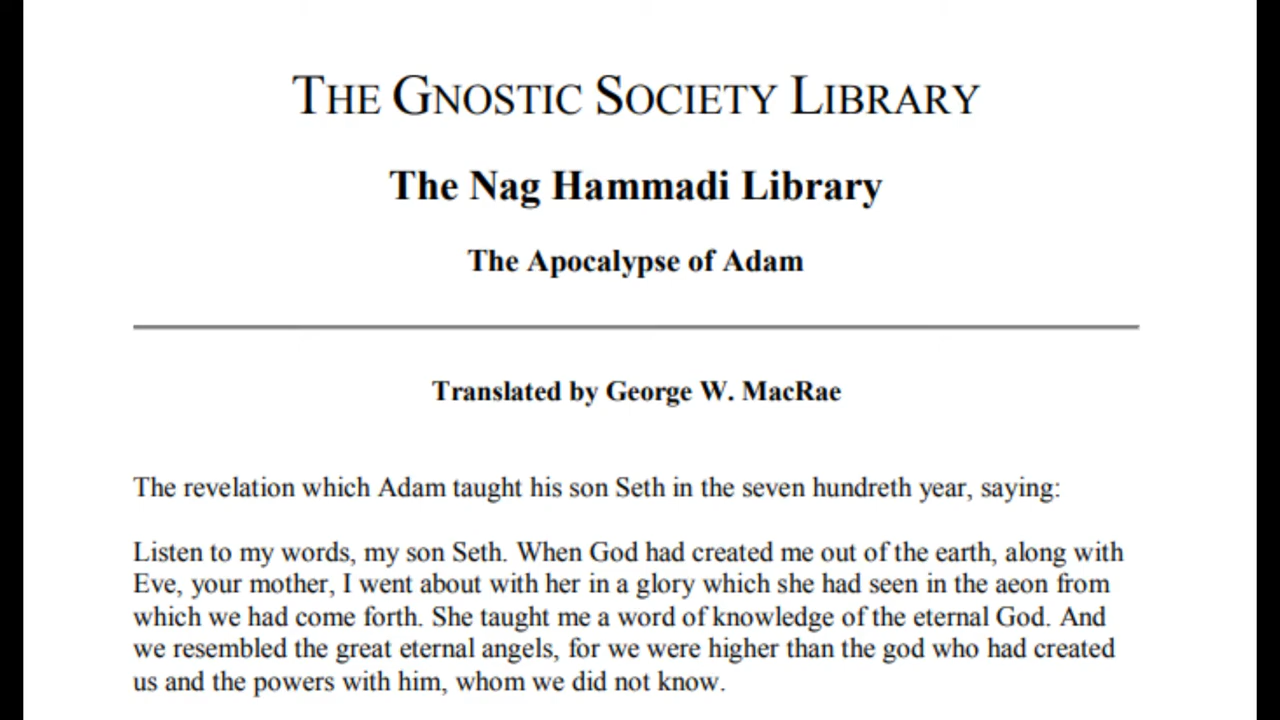 THE GNOSTIC SOCIETY LIBRARY
The Nag Hammadi Library
The Apocalypse of Adam
Translated by George W. MacRae
The revelation which Adam taught his son Seth in the seven hundreth year, saying:
Listen to my words, my son Seth. When God had created me out of the earth, along with
Eve, your mother, I went about with her in a glory which she had seen in the aeon from
which we had come forth. She taught me a word of knowledge of the eternal God. And
we resembled the great eternal angels, for we were higher than the god who had created
us and the powers with him, whom we did not know.